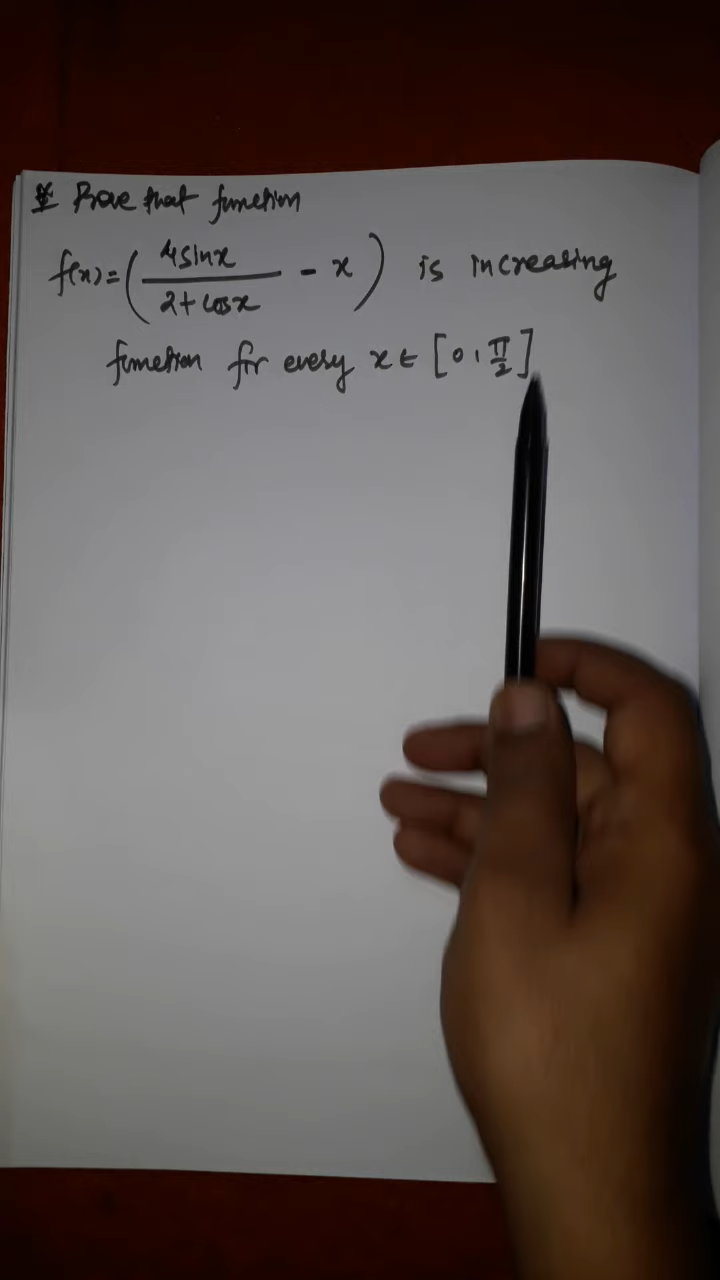 * Prove that function
f(x)=(4sinx/2+cosx - x) is increasing
function for every x ∈ [0, π/2]